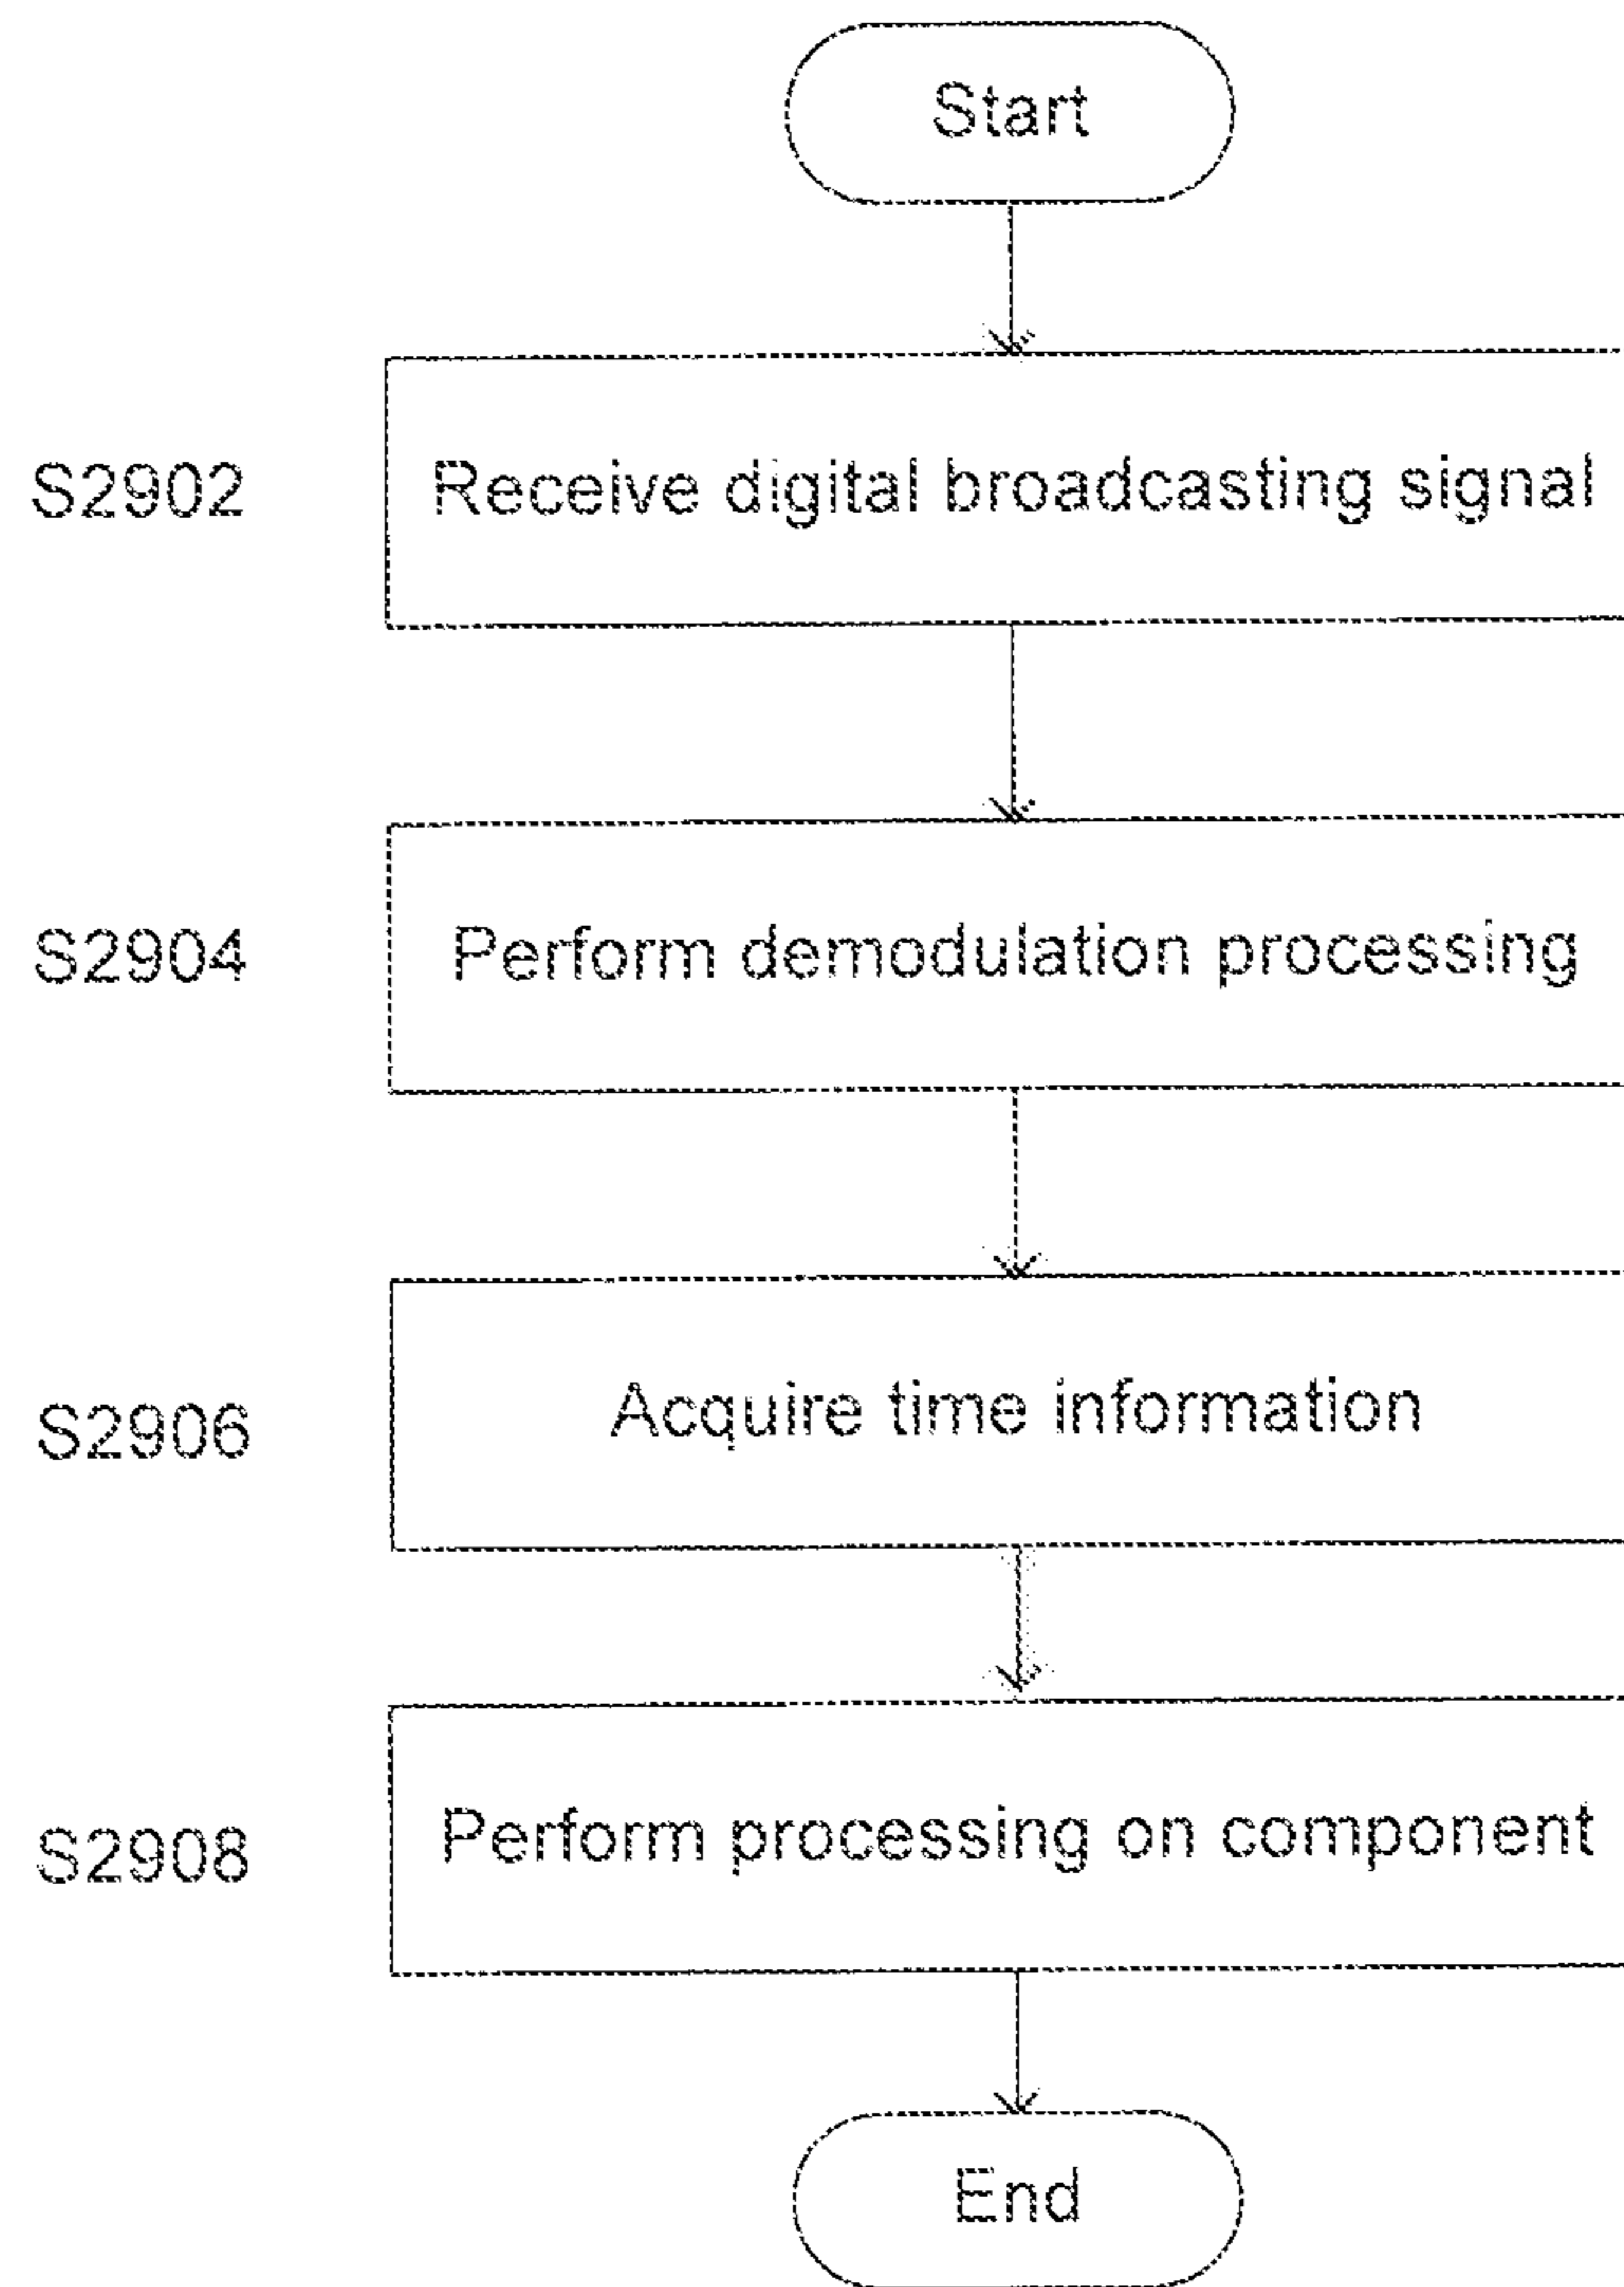 Start
S2902
Receive digital broadcasting signal
S2904
Perform demodulation processing
S2906
Acquire time information
S2908
Perform processing on component
End